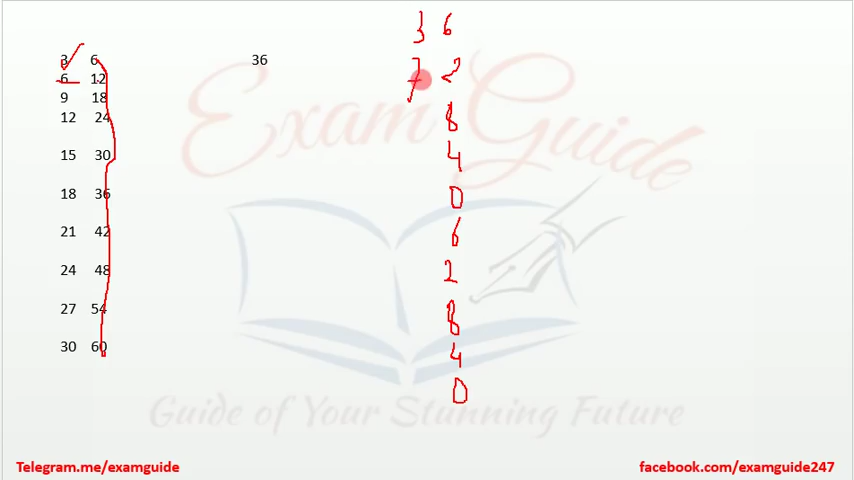 3 6
3 6 36
6 12 7 2
9 18
12 24 8
15 30 4
18 36 0
21 42 6
24 48 2
27 54 8
30 60 4
0
Exam Guide
Guide of Your Stunning Future
Telegram.me/examguide facebook.com/examguide247